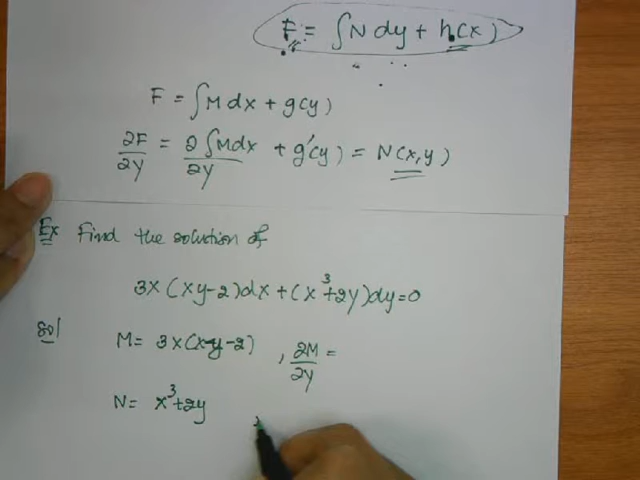 F = ∫N dy + h(x)
F = ∫M dx + g(y)
∂F/∂y = ∂∫Mdx/∂y + g'(y) = N(x,y)
Ex Find the solution of
3x(xy-2)dx+(x³+2y)dy=0
Sol M= 3x(xy-2) , ∂M/∂y =
N= x³+2y